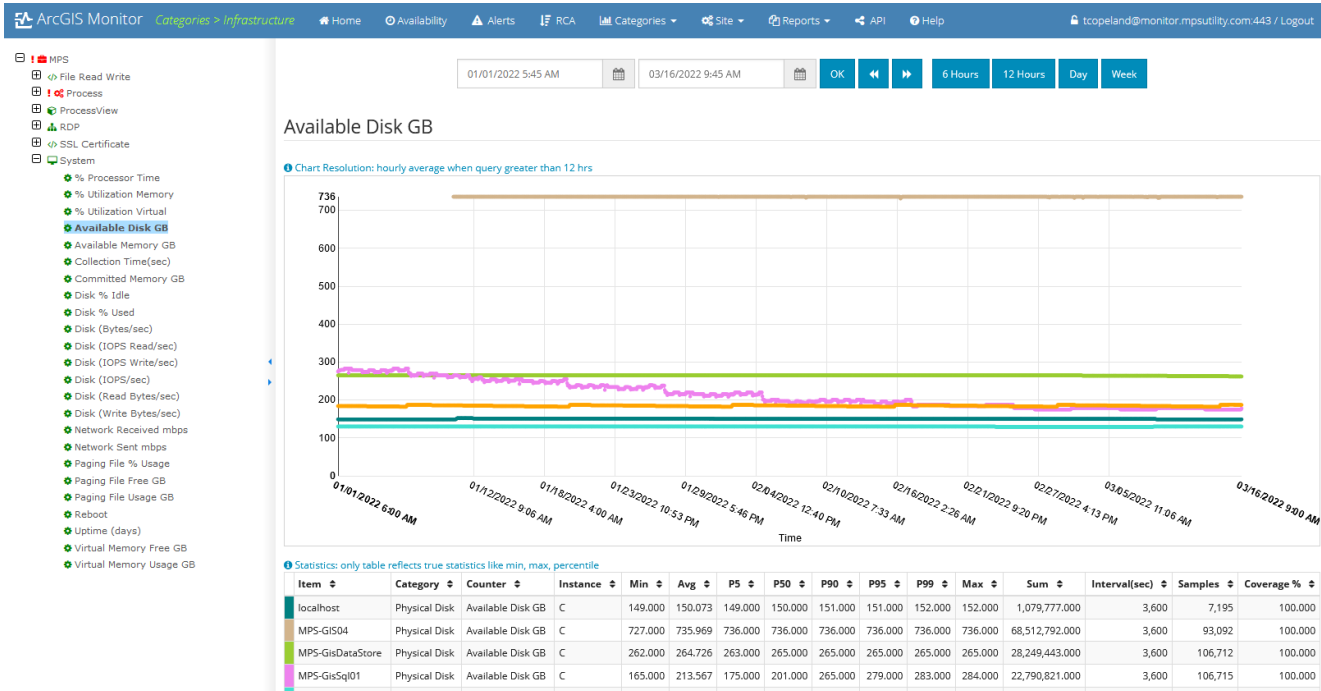 ArcGIS Monitor Categories > Infrastructure Home Availability Alerts RCA Categories Site Reports API Help tcopeland@monitor.mpsutility.com:443 / Logout
MPS
File Read Write
Process
ProcessView
RDP
SSL Certificate
System
% Processor Time
% Utilization Memory
% Utilization Virtual
Available Disk GB
Available Memory GB
Collection Time(sec)
Committed Memory GB
Disk % Idle
Disk % Used
Disk (Bytes/sec)
Disk (IOPS Read/sec)
Disk (IOPS Write/sec)
Disk (IOPS/sec)
Disk (Read Bytes/sec)
Disk (Write Bytes/sec)
Network Received mbps
Network Sent mbps
Paging File % Usage
Paging File Free GB
Paging File Usage GB
Reboot
Uptime (days)
Virtual Memory Free GB
Virtual Memory Usage GB
01/01/2022 5:45 AM 03/16/2022 9:45 AM OK 6 Hours 12 Hours Day Week
Available Disk GB
Chart Resolution: hourly average when query greater than 12 hrs
736
700
600
500
400
300
200
100
0
01/01/2022 6:00 AM
01/12/2022 9:06 AM
01/18/2022 4:00 AM
01/23/2022 10:53 PM
01/29/2022 5:46 PM
02/04/2022 12:40 PM
02/10/2022 7:33 AM
02/16/2022 2:26 AM
02/21/2022 9:20 PM
02/27/2022 4:13 PM
03/05/2022 11:06 AM
03/16/2022 9:00 AM
Time
Statistics: only table reflects true statistics like min, max, percentile
Item Category Counter Instance Min Avg P5 P50 P90 P95 P99 Max Sum Interval(sec) Samples Coverage %
localhost Physical Disk Available Disk GB C 149.000 150.073 149.000 150.000 151.000 151.000 152.000 152.000 1,079,777.000 3,600 7,195 100.000
MPS-GIS04 Physical Disk Available Disk GB C 727.000 735.969 736.000 736.000 736.000 736.000 736.000 736.000 68,512,792.000 3,600 93,092 100.000
MPS-GisDataStore Physical Disk Available Disk GB C 262.000 264.726 263.000 265.000 265.000 265.000 265.000 265.000 28,249,443.000 3,600 106,712 100.000
MPS-GisSql01 Physical Disk Available Disk GB C 165.000 213.567 175.000 201.000 265.000 279.000 283.000 284.000 22,790,821.000 3,600 106,715 100.000